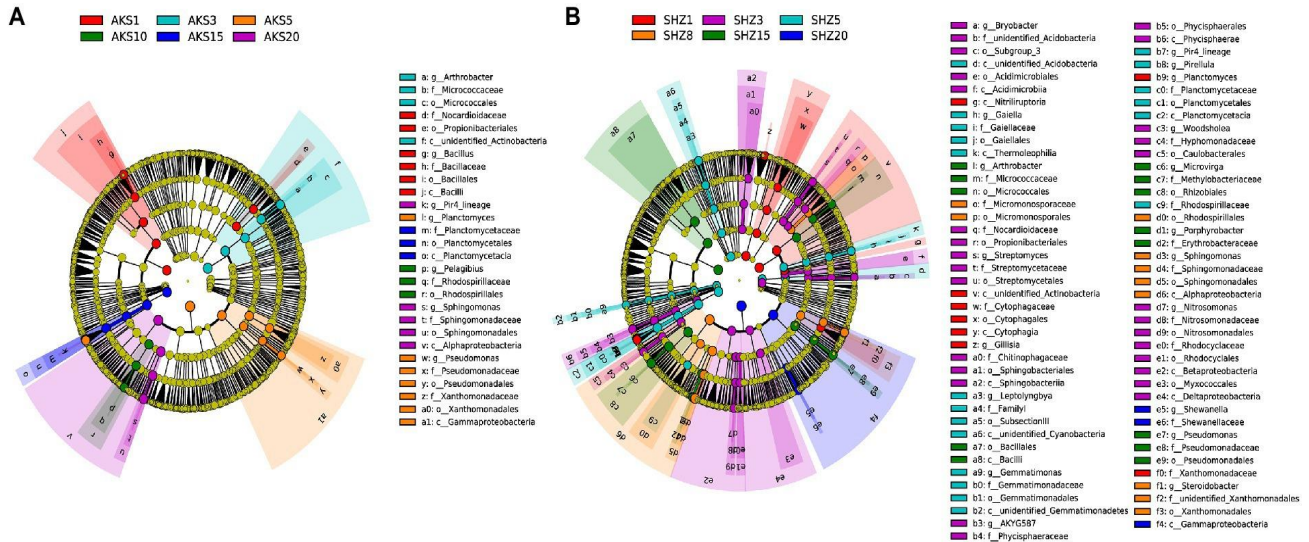 A
AKS1 AKS3 AKS5
AKS10 AKS15 AKS20
a: g__Arthrobacter
b: f__Micrococcaceae
c: o__Micrococcales
d: f__Nocardioidaceae
e: o__Propionibacteriales
f: c__unidentified_Actinobacteria
g: g__Bacillus
h: f__Bacillaceae
i: o__Bacillales
j: c__Bacilli
k: g__Pir4_lineage
l: g__Planctomyces
m: f__Planctomycetaceae
n: o__Planctomycetales
o: c__Planctomycetacia
p: g__Pelagibius
q: f__Rhodospirillaceae
r: o__Rhodospirillales
s: g__Sphingomonas
t: f__Sphingomonadaceae
u: o__Sphingomonadales
v: c__Alphaproteobacteria
w: g__Pseudomonas
x: f__Pseudomonadaceae
y: o__Pseudomonadales
z: f__Xanthomonadaceae
a0: o__Xanthomonadales
a1: c__Gammaproteobacteria
B
SHZ1 SHZ3 SHZ5
SHZ8 SHZ15 SHZ20
a: g__Bryobacter
b: f__unidentified_Acidobacteria
c: o__Subgroup_3
d: c__unidentified_Acidobacteria
e: o__Acidimicrobiales
f: c__Acidimicrobiia
g: c__Nitriliruptoria
h: g__Gaiella
i: f__Gaiellaceae
j: o__Gaiellales
k: c__Thermoleophilia
l: g__Arthrobacter
m: f__Micrococcaceae
n: o__Micrococcales
o: f__Micromonosporaceae
p: o__Micromonosporales
q: f__Nocardioidaceae
r: o__Propionibacteriales
s: g__Streptomyces
t: f__Streptomycetaceae
u: o__Streptomycetales
v: c__unidentified_Actinobacteria
w: f__Cytophagaceae
x: o__Cytophagales
y: c__Cytophagia
z: g__Gillisia
a0: f__Chitinophagaceae
a1: o__Sphingobacteriales
a2: c__Sphingobacteriia
a3: g__Leptolyngbya
a4: f__FamilyI
a5: o__SubsectionIII
a6: c__unidentified_Cyanobacteria
a7: o__Bacillales
a8: c__Bacilli
a9: g__Gemmatimonas
b0: f__Gemmatimonadaceae
b1: o__Gemmatimonadales
b2: c__unidentified_Gemmatimonadetes
b3: g__AKYG587
b4: f__Phycisphaeraceae
b5: o__Phycisphaerales
b6: c__Phycisphaerae
b7: g__Pir4_lineage
b8: g__Pirellula
b9: g__Planctomyces
c0: f__Planctomycetaceae
c1: o__Planctomycetales
c2: c__Planctomycetacia
c3: g__Woodsholea
c4: f__Hyphomonadaceae
c5: o__Caulobacterales
c6: g__Microvirga
c7: f__Methylobacteriaceae
c8: o__Rhizobiales
c9: f__Rhodospirillaceae
d0: o__Rhodospirillales
d1: g__Porphyrobacter
d2: f__Erythrobacteraceae
d3: g__Sphingomonas
d4: f__Sphingomonadaceae
d5: o__Sphingomonadales
d6: c__Alphaproteobacteria
d7: g__Nitrosomonas
d8: f__Nitrosomonadaceae
d9: o__Nitrosomonadales
e0: f__Rhodocyclaceae
e1: o__Rhodocyclales
e2: c__Betaproteobacteria
e3: o__Myxococcales
e4: c__Deltaproteobacteria
e5: g__Shewanella
e6: f__Shewanellaceae
e7: g__Pseudomonas
e8: f__Pseudomonadaceae
e9: o__Pseudomonadales
f0: f__Xanthomonadaceae
f1: g__Steroidobacter
f2: f__unidentified_Xanthomonadales
f3: o__Xanthomonadales
f4: c__Gammaproteobacteria